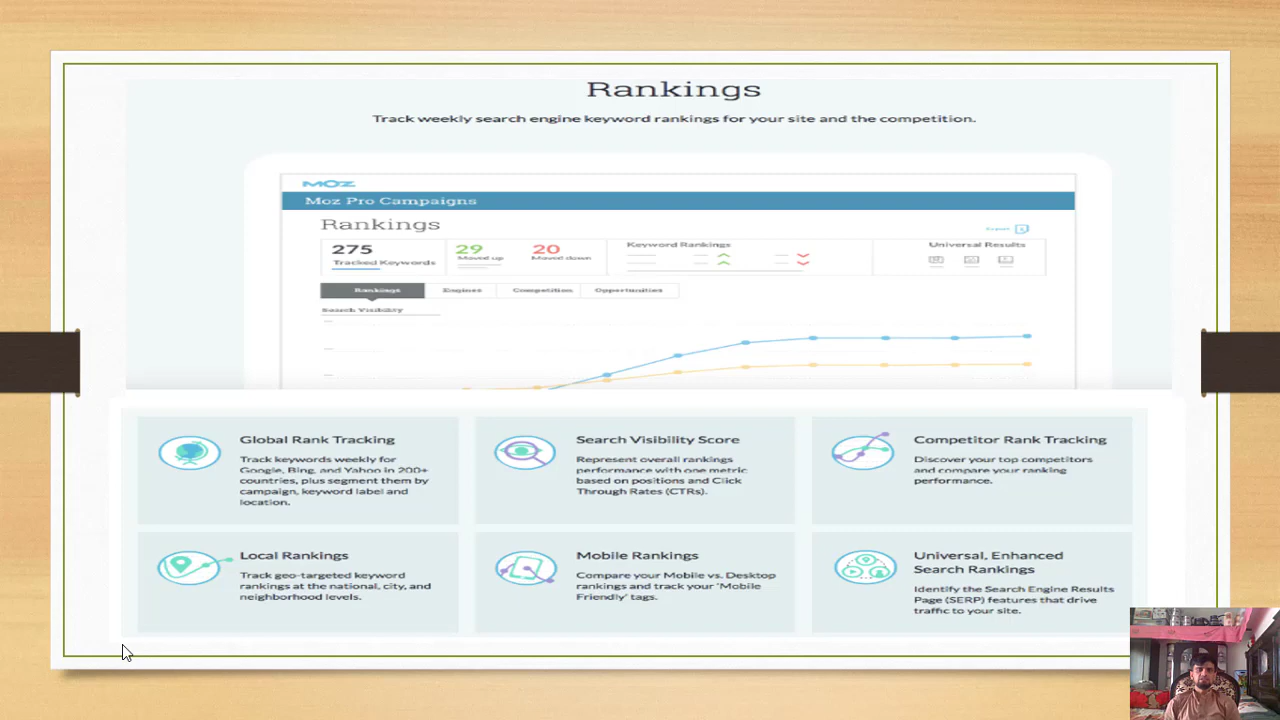 Rankings
Track weekly search engine keyword rankings for your site and the competition.
MOZ
Moz Pro Campaigns
Rankings
Export
275
Tracked Keywords
29
Moved up
20
Moved down
Keyword Rankings
Universal Results
Rankings
Engines
Competition
Opportunities
Search Visibility
Global Rank Tracking
Track keywords weekly for
Google, Bing, and Yahoo in 200+
countries, plus segment them by
campaign, keyword label and
location.
Search Visibility Score
Represent overall rankings
performance with one metric
based on positions and Click
Through Rates (CTRs).
Competitor Rank Tracking
Discover your top competitors
and compare your ranking
performance.
Local Rankings
Track geo-targeted keyword
rankings at the national, city, and
neighborhood levels.
Mobile Rankings
Compare your Mobile vs. Desktop
rankings and track your 'Mobile
Friendly' tags.
Universal, Enhanced
Search Rankings
Identify the Search Engine Results
Page (SERP) features that drive
traffic to your site.